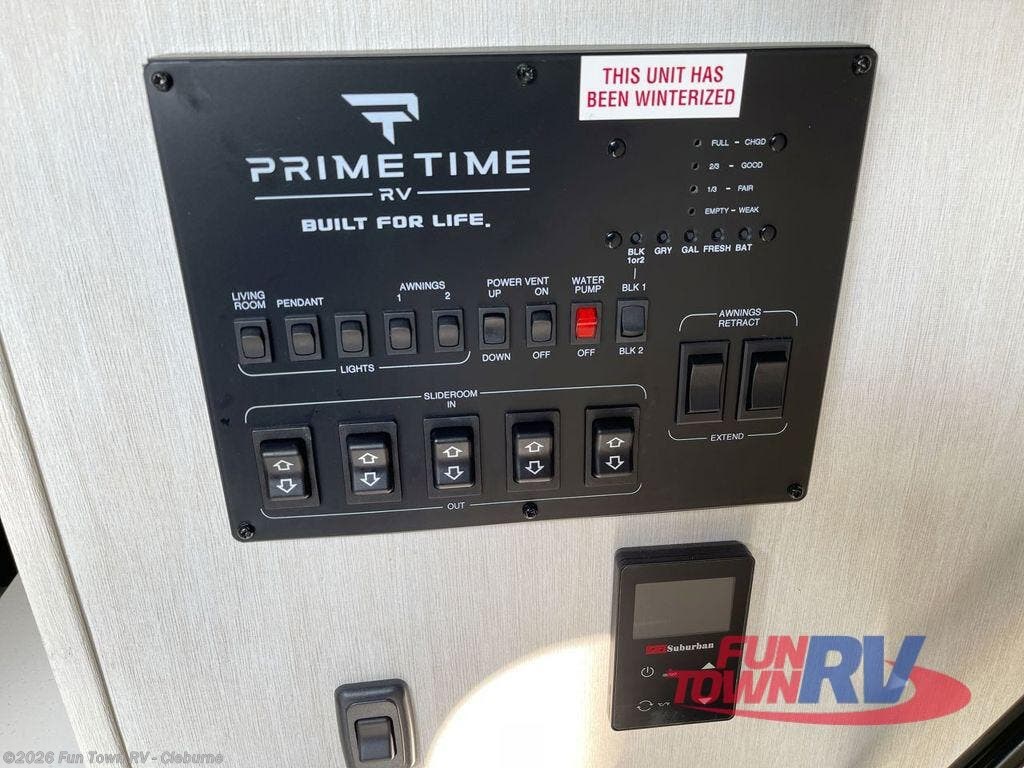 THIS UNIT HAS
BEEN WINTERIZED
PRIME TIME
RV
BUILT FOR LIFE.
FULL - CHGD
2/3 - GOOD
1/3 - FAIR
EMPTY - WEAK
BLK GRY GAL FRESH BAT
1or2
LIVING
ROOM
PENDANT
AWNINGS
1 2
POWER VENT
UP ON
WATER
PUMP
BLK 1
LIGHTS
DOWN
OFF
OFF
BLK 2
AWNINGS
RETRACT
EXTEND
SLIDEROOM
IN
OUT
Suburban
FUN
TOWN RV
©2026 Fun Town RV - Cleburne